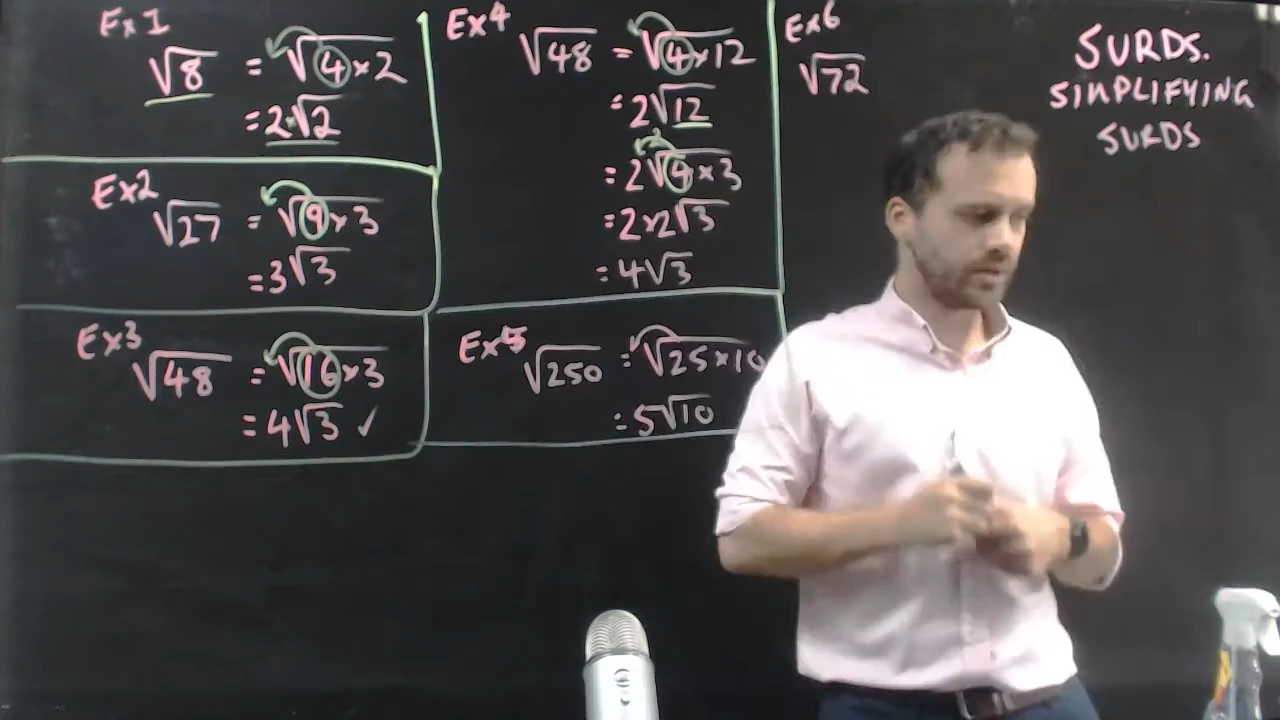 Ex1
√8 = √4×2
= 2×√2
Ex2
√27 = √9×3
= 3√3
Ex3
√48 = √16×3
= 4√3 ✓
Ex4
√48 = √4×12
= 2√12
= 2√4×3
= 2×2√3
= 4√3
Ex5
√250 = √25×10
= 5√10
Ex6
√72
SURDS.
SIMPLIFYING
SURDS